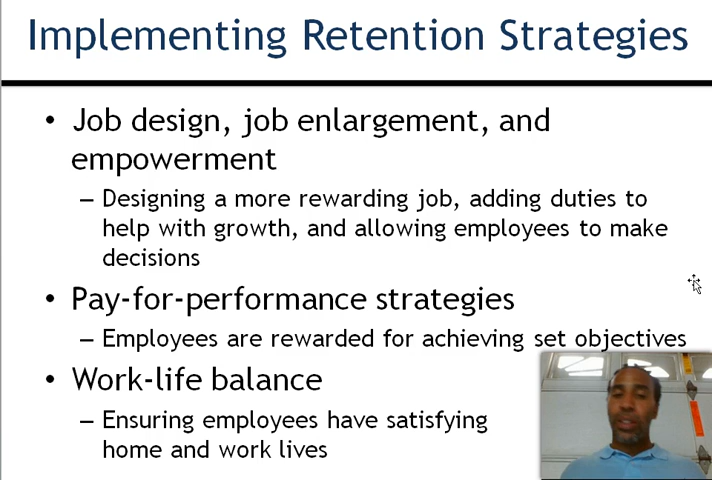 Implementing Retention Strategies
• Job design, job enlargement, and
empowerment
– Designing a more rewarding job, adding duties to
help with growth, and allowing employees to make
decisions
• Pay-for-performance strategies
– Employees are rewarded for achieving set objectives
• Work-life balance
– Ensuring employees have satisfying
home and work lives